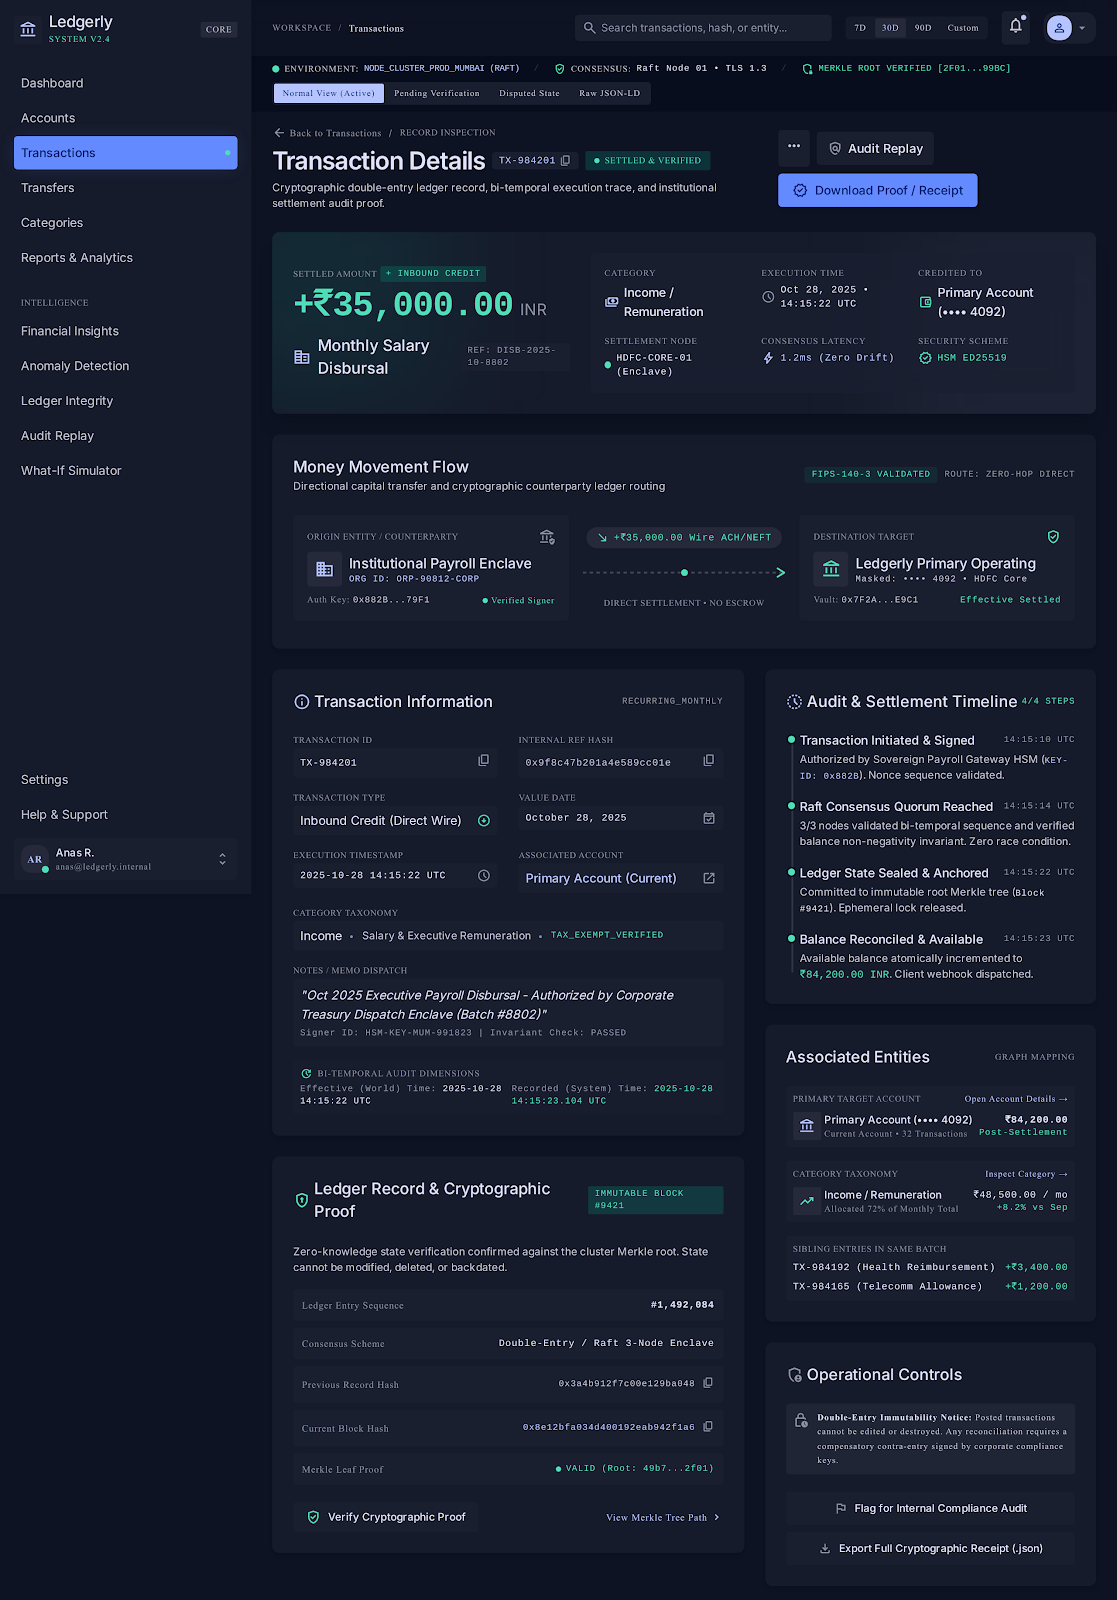 Ledgerly
SYSTEM V2.4
CORE
Dashboard
Accounts
Transactions
Transfers
Categories
Reports & Analytics
INTELLIGENCE
Financial Insights
Anomaly Detection
Ledger Integrity
Audit Replay
What-If Simulator
Settings
Help & Support
AR
Anas R.
anas@ledgerly.internal
WORKSPACE / Transactions
Search transactions, hash, or entity...
7D 30D 90D Custom
ENVIRONMENT: NODE_CLUSTER_PROD_MUMBAI (RAFT) / CONSENSUS: Raft Node 01 • TLS 1.3 / MERKLE ROOT VERIFIED [2F01...99BC]
Normal View (Active) Pending Verification Disputed State Raw JSON-LD
← Back to Transactions / RECORD INSPECTION
Transaction Details TX-984201 SETTLED & VERIFIED
Cryptographic double-entry ledger record, bi-temporal execution trace, and institutional
settlement audit proof.
••• Audit Replay
Download Proof / Receipt
SETTLED AMOUNT + INBOUND CREDIT
+₹35,000.00 INR
Monthly Salary
Disbursal
REF: DISB-2025-
10-8802
CATEGORY
Income /
Remuneration
EXECUTION TIME
Oct 28, 2025 •
14:15:22 UTC
CREDITED TO
Primary Account
(•••• 4092)
SETTLEMENT NODE
HDFC-CORE-01
(Enclave)
CONSENSUS LATENCY
1.2ms (Zero Drift)
SECURITY SCHEME
HSM ED25519
Money Movement Flow
Directional capital transfer and cryptographic counterparty ledger routing
FIPS-140-3 VALIDATED ROUTE: ZERO-HOP DIRECT
ORIGIN ENTITY / COUNTERPARTY
Institutional Payroll Enclave
ORG ID: ORP-90812-CORP
Auth Key: 0x882B...79F1 Verified Signer
↘ +₹35,000.00 Wire ACH/NEFT
DIRECT SETTLEMENT • NO ESCROW
DESTINATION TARGET
Ledgerly Primary Operating
Masked: •••• 4092 • HDFC Core
Vault: 0x7F2A...E9C1 Effective Settled
Transaction Information RECURRING_MONTHLY
TRANSACTION ID
TX-984201
INTERNAL REF HASH
0x9f8c47b201a4e589cc01e
TRANSACTION TYPE
Inbound Credit (Direct Wire)
VALUE DATE
October 28, 2025
EXECUTION TIMESTAMP
2025-10-28 14:15:22 UTC
ASSOCIATED ACCOUNT
Primary Account (Current)
CATEGORY TAXONOMY
Income • Salary & Executive Remuneration • TAX_EXEMPT_VERIFIED
NOTES / MEMO DISPATCH
"Oct 2025 Executive Payroll Disbursal - Authorized by Corporate
Treasury Dispatch Enclave (Batch #8802)"
Signer ID: HSM-KEY-MUM-991823 | Invariant Check: PASSED
BI-TEMPORAL AUDIT DIMENSIONS
Effective (World) Time: 2025-10-28
14:15:22 UTC
Recorded (System) Time: 2025-10-28
14:15:23.104 UTC
Ledger Record & Cryptographic
Proof
IMMUTABLE BLOCK
#9421
Zero-knowledge state verification confirmed against the cluster Merkle root. State
cannot be modified, deleted, or backdated.
Ledger Entry Sequence #1,492,084
Consensus Scheme Double-Entry / Raft 3-Node Enclave
Previous Record Hash 0x3a4b912f7c00e129ba048
Current Block Hash 0x8e12bfa034d400192eab942f1a6
Merkle Leaf Proof VALID (Root: 49b7...2f01)
Verify Cryptographic Proof View Merkle Tree Path >
Audit & Settlement Timeline 4/4 STEPS
Transaction Initiated & Signed 14:15:10 UTC
Authorized by Sovereign Payroll Gateway HSM (KEY-
ID: 0x882B). Nonce sequence validated.
Raft Consensus Quorum Reached 14:15:14 UTC
3/3 nodes validated bi-temporal sequence and verified
balance non-negativity invariant. Zero race condition.
Ledger State Sealed & Anchored 14:15:22 UTC
Committed to immutable root Merkle tree (Block
#9421). Ephemeral lock released.
Balance Reconciled & Available 14:15:23 UTC
Available balance atomically incremented to
₹84,200.00 INR. Client webhook dispatched.
Associated Entities GRAPH MAPPING
PRIMARY TARGET ACCOUNT Open Account Details →
Primary Account (•••• 4092) ₹84,200.00
Current Account • 32 Transactions Post-Settlement
CATEGORY TAXONOMY Inspect Category →
Income / Remuneration ₹48,500.00 / mo
Allocated 72% of Monthly Total +8.2% vs Sep
SIBLING ENTRIES IN SAME BATCH
TX-984192 (Health Reimbursement) +₹3,400.00
TX-984165 (Telecomm Allowance) +₹1,200.00
Operational Controls
Double-Entry Immutability Notice: Posted transactions
cannot be edited or destroyed. Any reconciliation requires a
compensatory contra-entry signed by corporate compliance
keys.
Flag for Internal Compliance Audit
Export Full Cryptographic Receipt (.json)